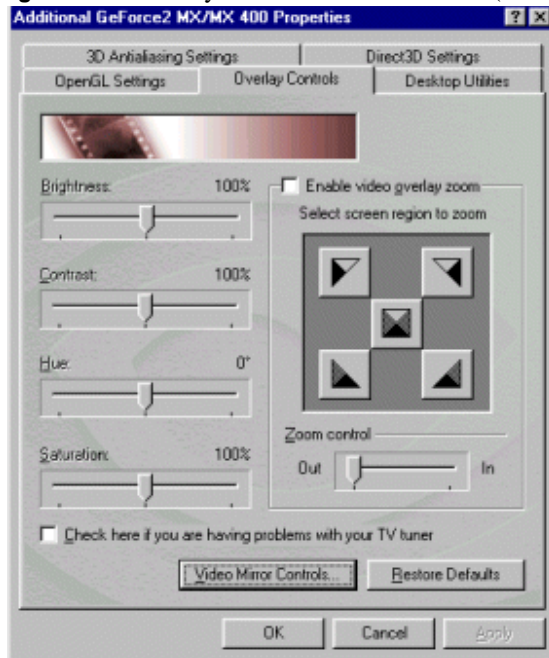 Additional GeForce2 MX/MX 400 Properties
3D Antialiasing Settings
Direct3D Settings
OpenGL Settings
Overlay Controls
Desktop Utilities
Brightness: 100%
Enable video overlay zoom
Select screen region to zoom
Contrast: 100%
Hue: 0°
Zoom control
Saturation: 100%
Out
In
Check here if you are having problems with your TV tuner
Video Mirror Controls...
Restore Defaults
OK
Cancel
Apply